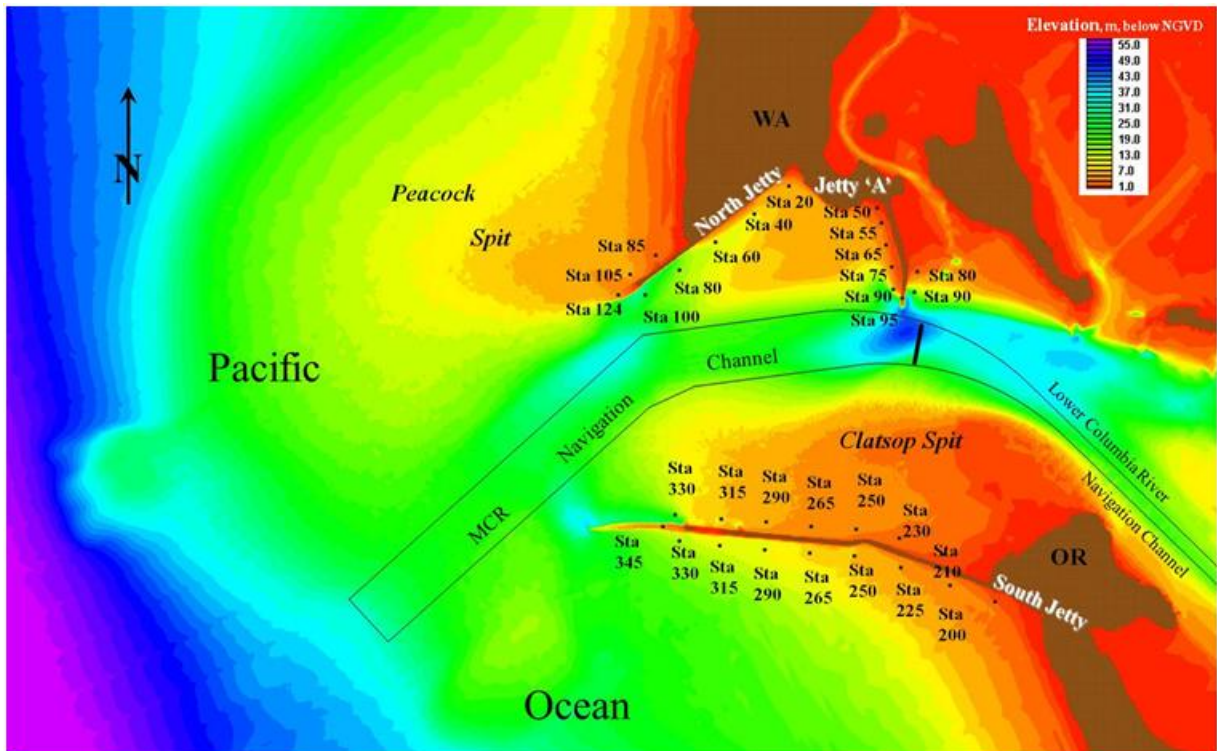 Elevation, m, below NGVD
55.0
49.0
43.0
37.0
31.0
25.0
19.0
13.0
7.0
1.0
N
WA
Peacock
Spit
North Jetty
Jetty ‘A’
Sta 20
Sta 40
Sta 60
Sta 80
Sta 100
Sta 85
Sta 105
Sta 124
Sta 50
Sta 55
Sta 65
Sta 75
Sta 90
Sta 95
Sta 80
Sta 90
Pacific
Channel
Navigation
MCR
Lower Columbia River
Navigation Channel
Clatsop Spit
Sta
330
Sta
315
Sta
290
Sta
265
Sta
250
Sta
230
Sta
210
OR
Sta
345
Sta
330
Sta
315
Sta
290
Sta
265
Sta
250
Sta
225
Sta
200
South Jetty
Ocean